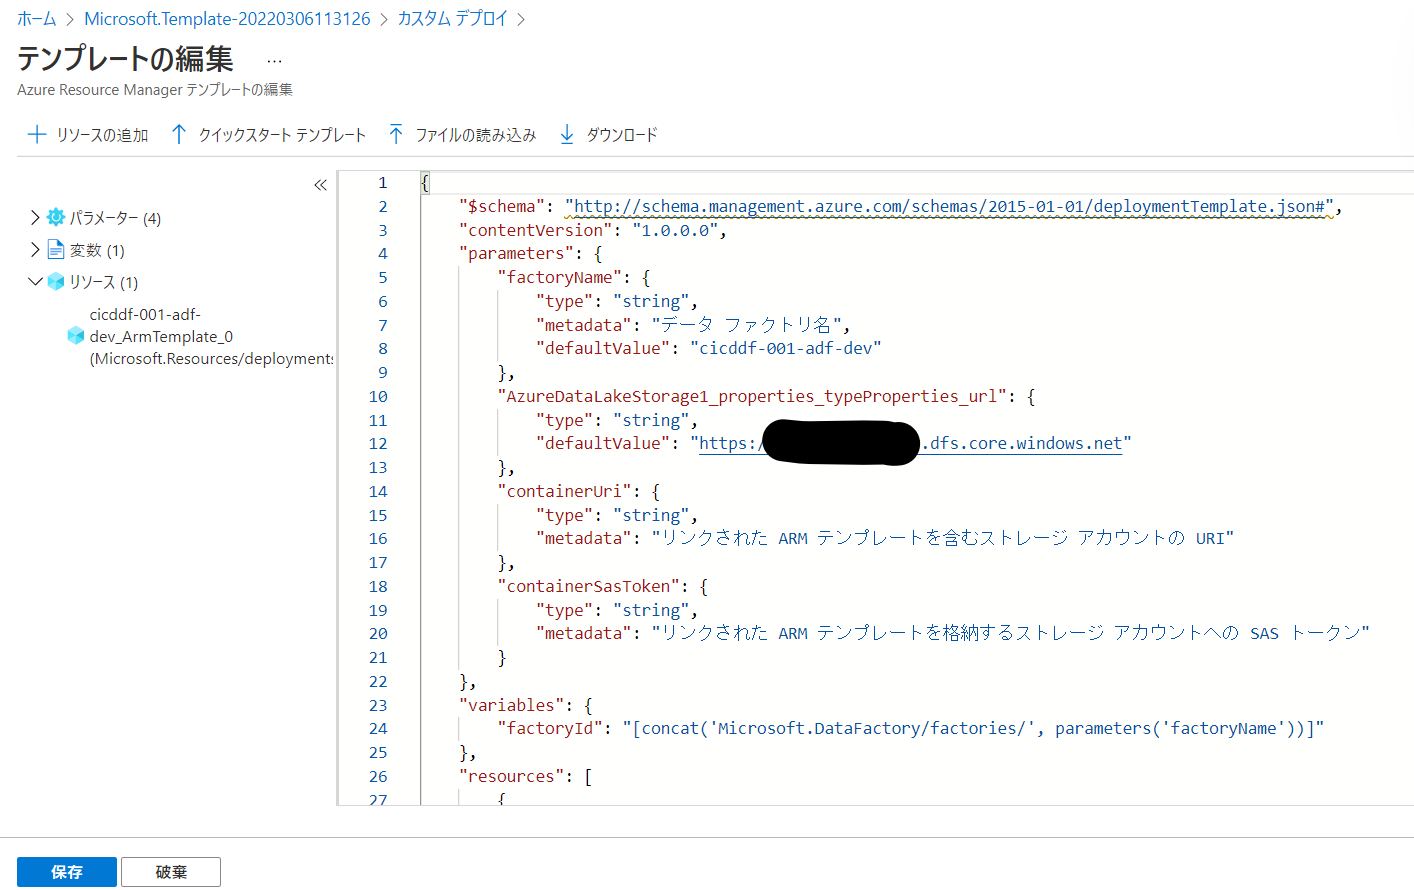 ホーム > Microsoft.Template-20220306113126 > カスタム デプロイ >
テンプレートの編集 ...
Azure Resource Manager テンプレートの編集
リソースの追加 クイックスタート テンプレート ファイルの読み込み ダウンロード
«
パラメーター (4)
変数 (1)
リソース (1)
cicddf-001-adf-
dev_ArmTemplate_0
(Microsoft.Resources/deployments
1 {
2 "$schema": "http://schema.management.azure.com/schemas/2015-01-01/deploymentTemplate.json#",
3 "contentVersion": "1.0.0.0",
4 "parameters": {
5 "factoryName": {
6 "type": "string",
7 "metadata": "データ ファクトリ名",
8 "defaultValue": "cicddf-001-adf-dev"
9 },
10 "AzureDataLakeStorage1_properties_typeProperties_url": {
11 "type": "string",
12 "defaultValue": "https:/ .dfs.core.windows.net"
13 },
14 "containerUri": {
15 "type": "string",
16 "metadata": "リンクされた ARM テンプレートを含むストレージ アカウントの URI"
17 },
18 "containerSasToken": {
19 "type": "string",
20 "metadata": "リンクされた ARM テンプレートを格納するストレージ アカウントへの SAS トークン"
21 }
22 },
23 "variables": {
24 "factoryId": "[concat('Microsoft.DataFactory/factories/', parameters('factoryName'))]"
25 },
26 "resources": [
27 {
保存 破棄